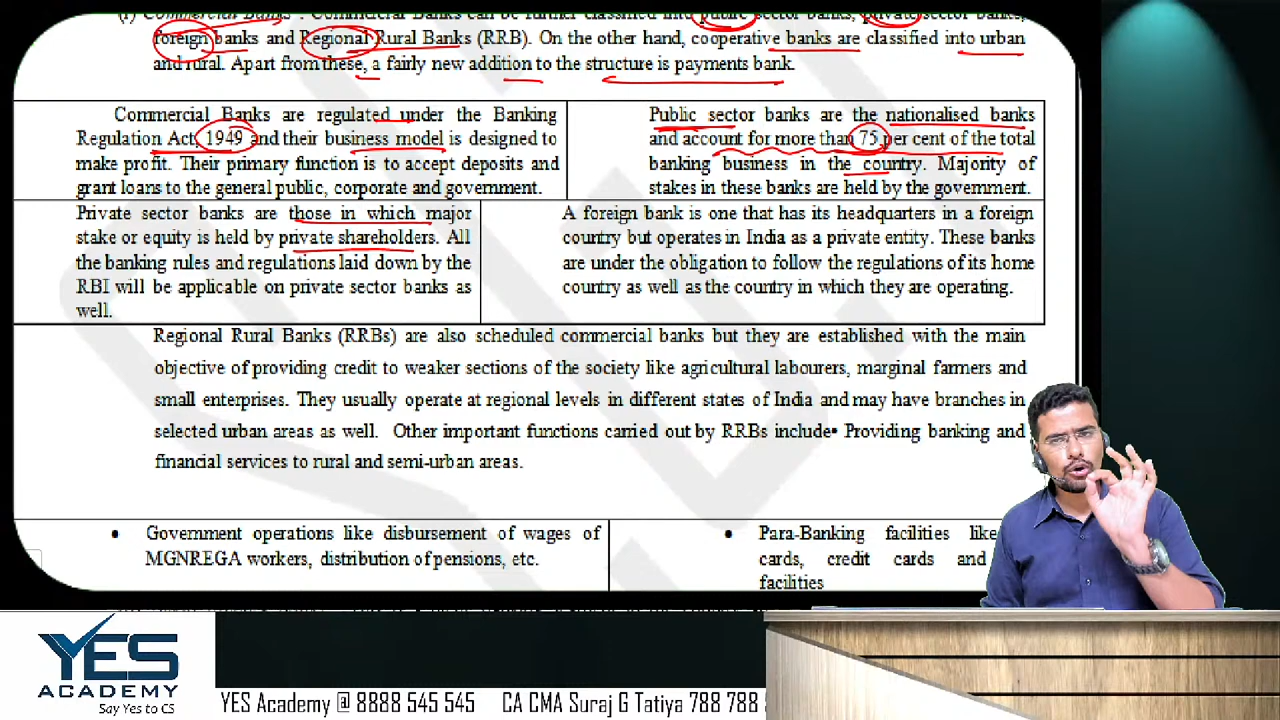 (i) Commercial Banks : Commercial Banks can be further classified into public sector banks, private sector banks,
foreign banks and Regional Rural Banks (RRB). On the other hand, cooperative banks are classified into urban
and rural. Apart from these, a fairly new addition to the structure is payments bank.
Commercial Banks are regulated under the Banking
Regulation Act, 1949 and their business model is designed to
make profit. Their primary function is to accept deposits and
grant loans to the general public, corporate and government.
Public sector banks are the nationalised banks
and account for more than 75 per cent of the total
banking business in the country. Majority of
stakes in these banks are held by the government.
Private sector banks are those in which major
stake or equity is held by private shareholders. All
the banking rules and regulations laid down by the
RBI will be applicable on private sector banks as
well.
A foreign bank is one that has its headquarters in a foreign
country but operates in India as a private entity. These banks
are under the obligation to follow the regulations of its home
country as well as the country in which they are operating.
Regional Rural Banks (RRBs) are also scheduled commercial banks but they are established with the main
objective of providing credit to weaker sections of the society like agricultural labourers, marginal farmers and
small enterprises. They usually operate at regional levels in different states of India and may have branches in
selected urban areas as well. Other important functions carried out by RRBs include• Providing banking and
financial services to rural and semi-urban areas.
• Government operations like disbursement of wages of
MGNREGA workers, distribution of pensions, etc.
• Para-Banking facilities like
cards, credit cards and
facilities
YES
ACADEMY
Say Yes to CS
YES Academy @ 8888 545 545 CA CMA Suraj G Tatiya 788 788